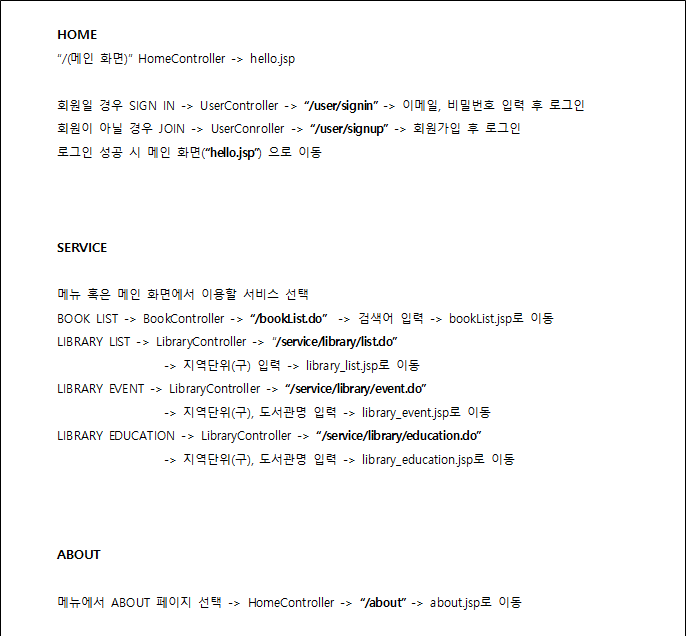 HOME
“/(메인 화면)” HomeController -> hello.jsp
회원일 경우 SIGN IN -> UserController -> “/user/signin” -> 이메일, 비밀번호 입력 후 로그인
회원이 아닐 경우 JOIN -> UserConroller -> “/user/signup” -> 회원가입 후 로그인
로그인 성공 시 메인 화면(“hello.jsp”) 으로 이동
SERVICE
메뉴 혹은 메인 화면에서 이용할 서비스 선택
BOOK LIST -> BookController -> “/bookList.do” -> 검색어 입력 -> bookList.jsp로 이동
LIBRARY LIST -> LibraryController -> “/service/library/list.do”
-> 지역단위(구) 입력 -> library_list.jsp로 이동
LIBRARY EVENT -> LibraryController -> “/service/library/event.do”
-> 지역단위(구), 도서관명 입력 -> library_event.jsp로 이동
LIBRARY EDUCATION -> LibraryController -> “/service/library/education.do”
-> 지역단위(구), 도서관명 입력 -> library_education.jsp로 이동
ABOUT
메뉴에서 ABOUT 페이지 선택 -> HomeController -> “/about” -> about.jsp로 이동